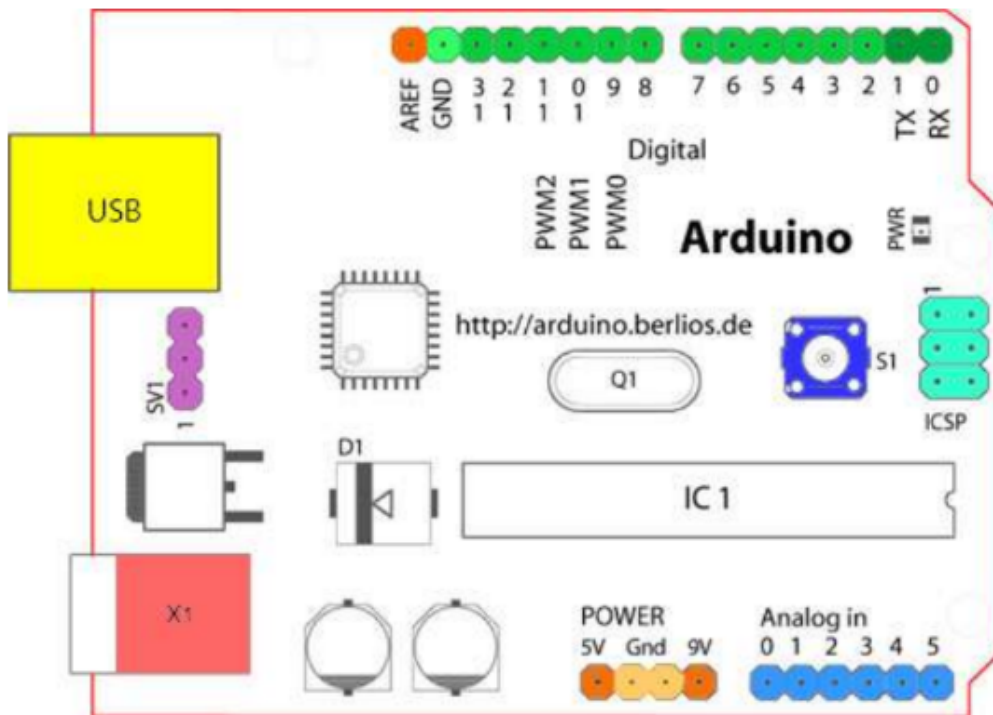 AREF
GND
13
12
11
10
9 8 7 6 5 4 3 2 1 0
TX
RX
Digital
PWM2
PWM1
PWM0
USB
Arduino
PWR
1
http://arduino.berlios.de
SV1
1
Q1
S1
ICSP
D1
IC 1
X1
POWER
5V Gnd 9V
Analog in
0 1 2 3 4 5